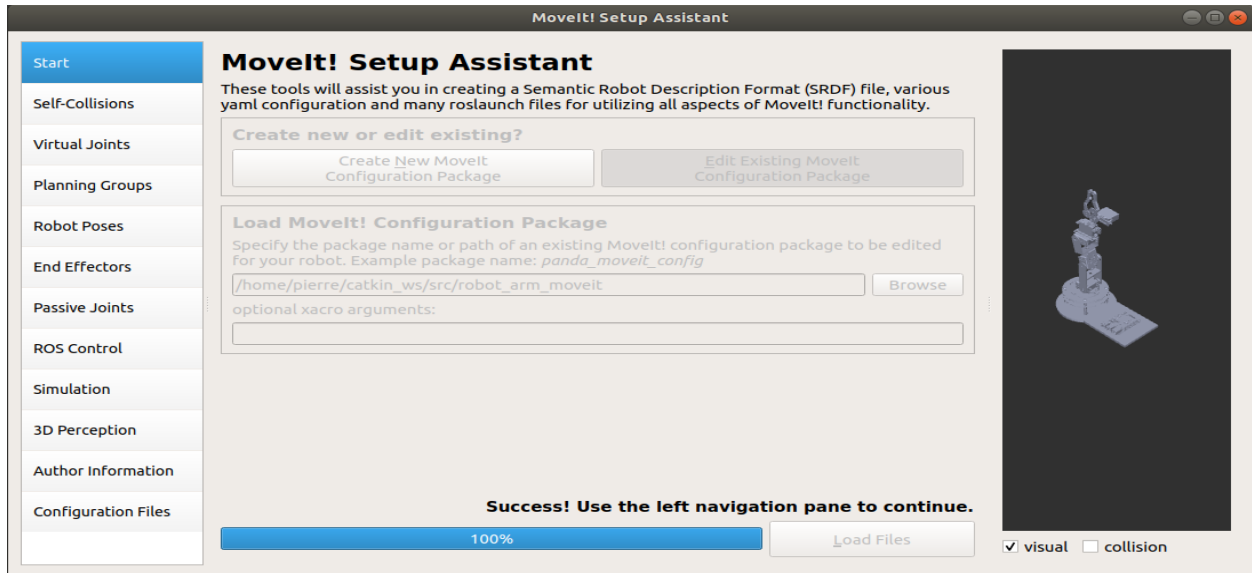 MoveIt! Setup Assistant
Start
Self-Collisions
Virtual Joints
Planning Groups
Robot Poses
End Effectors
Passive Joints
ROS Control
Simulation
3D Perception
Author Information
Configuration Files
MoveIt! Setup Assistant
These tools will assist you in creating a Semantic Robot Description Format (SRDF) file, various
yaml configuration and many roslaunch files for utilizing all aspects of MoveIt! functionality.
Create new or edit existing?
Create New MoveIt
Configuration Package
Edit Existing MoveIt
Configuration Package
Load MoveIt! Configuration Package
Specify the package name or path of an existing MoveIt! configuration package to be edited
for your robot. Example package name: panda_moveit_config
/home/pierre/catkin_ws/src/robot_arm_moveit
Browse
optional xacro arguments:
Success! Use the left navigation pane to continue.
100%
Load Files
visual
collision